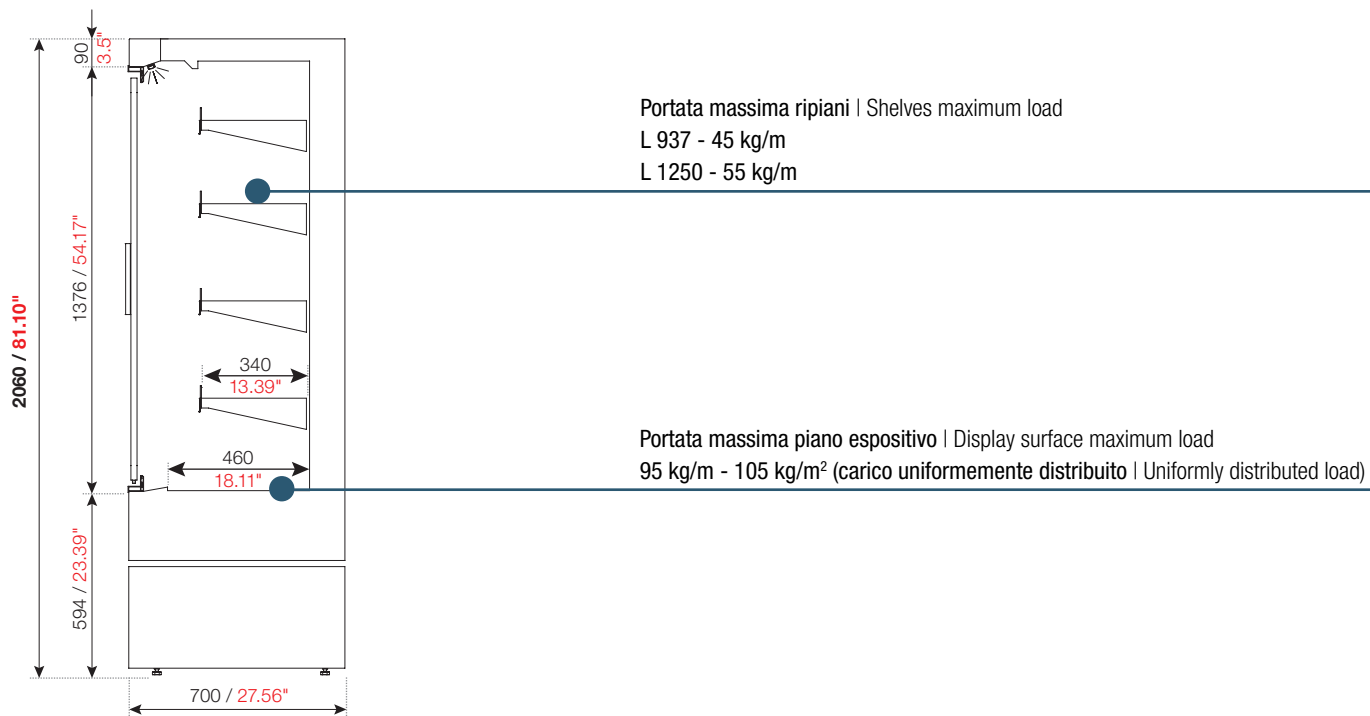 90
3.5"
1376 / 54.17"
2060 / 81.10"
594 / 23.39"
340
13.39"
460
18.11"
700 / 27.56"
Portata massima ripiani | Shelves maximum load
L 937 - 45 kg/m
L 1250 - 55 kg/m
Portata massima piano espositivo | Display surface maximum load
95 kg/m - 105 kg/m² (carico uniformemente distribuito | Uniformly distributed load)